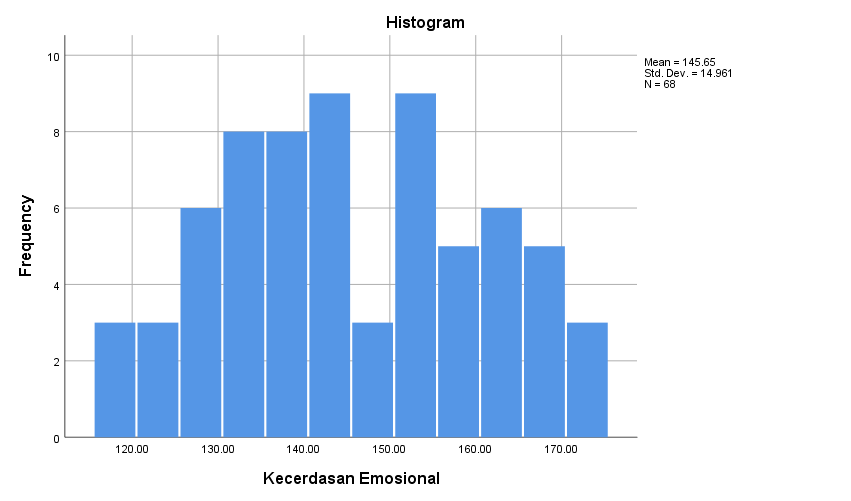 Histogram
Mean = 145.65
Std. Dev. = 14.961
N = 68
Frequency
10
8
6
4
2
0
120.00 130.00 140.00 150.00 160.00 170.00
Kecerdasan Emosional